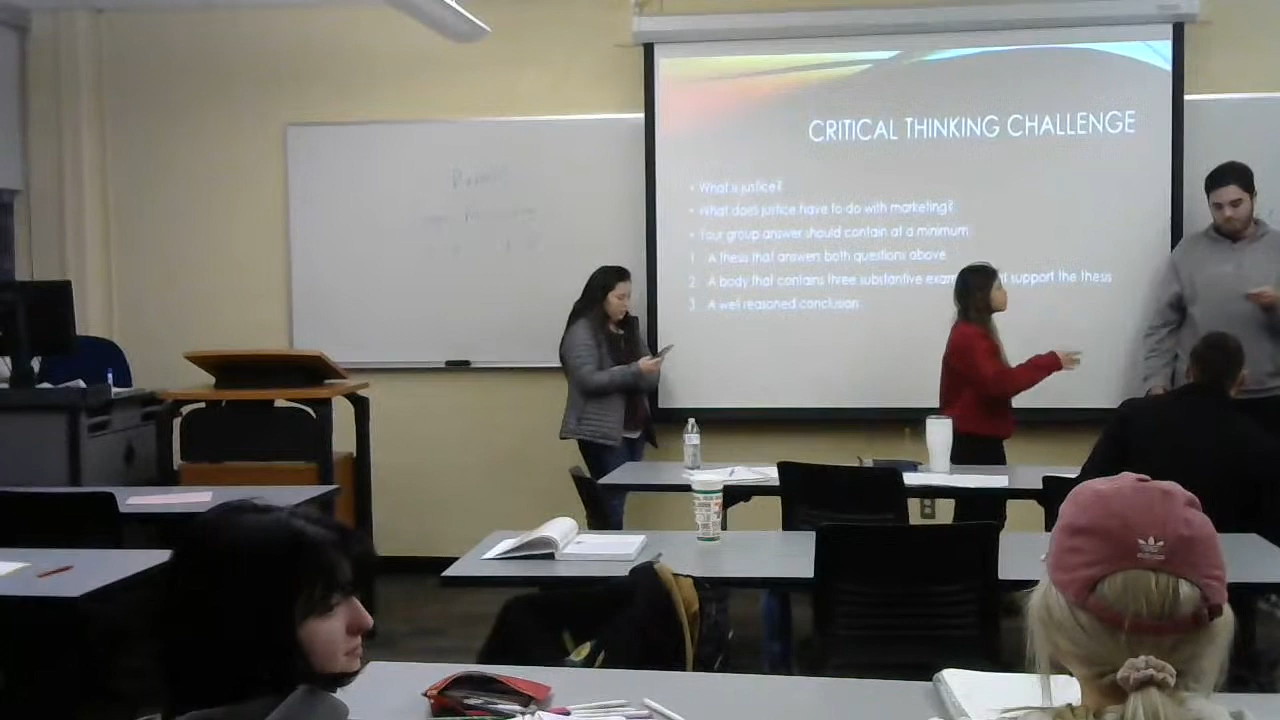 CRITICAL THINKING CHALLENGE
• What is justice?
• What does justice have to do with marketing?
• Your group answer should contain at a minimum
1. A thesis that answers both questions above
2. A body that contains three substantive support the thesis
3. A well reasoned conclusion